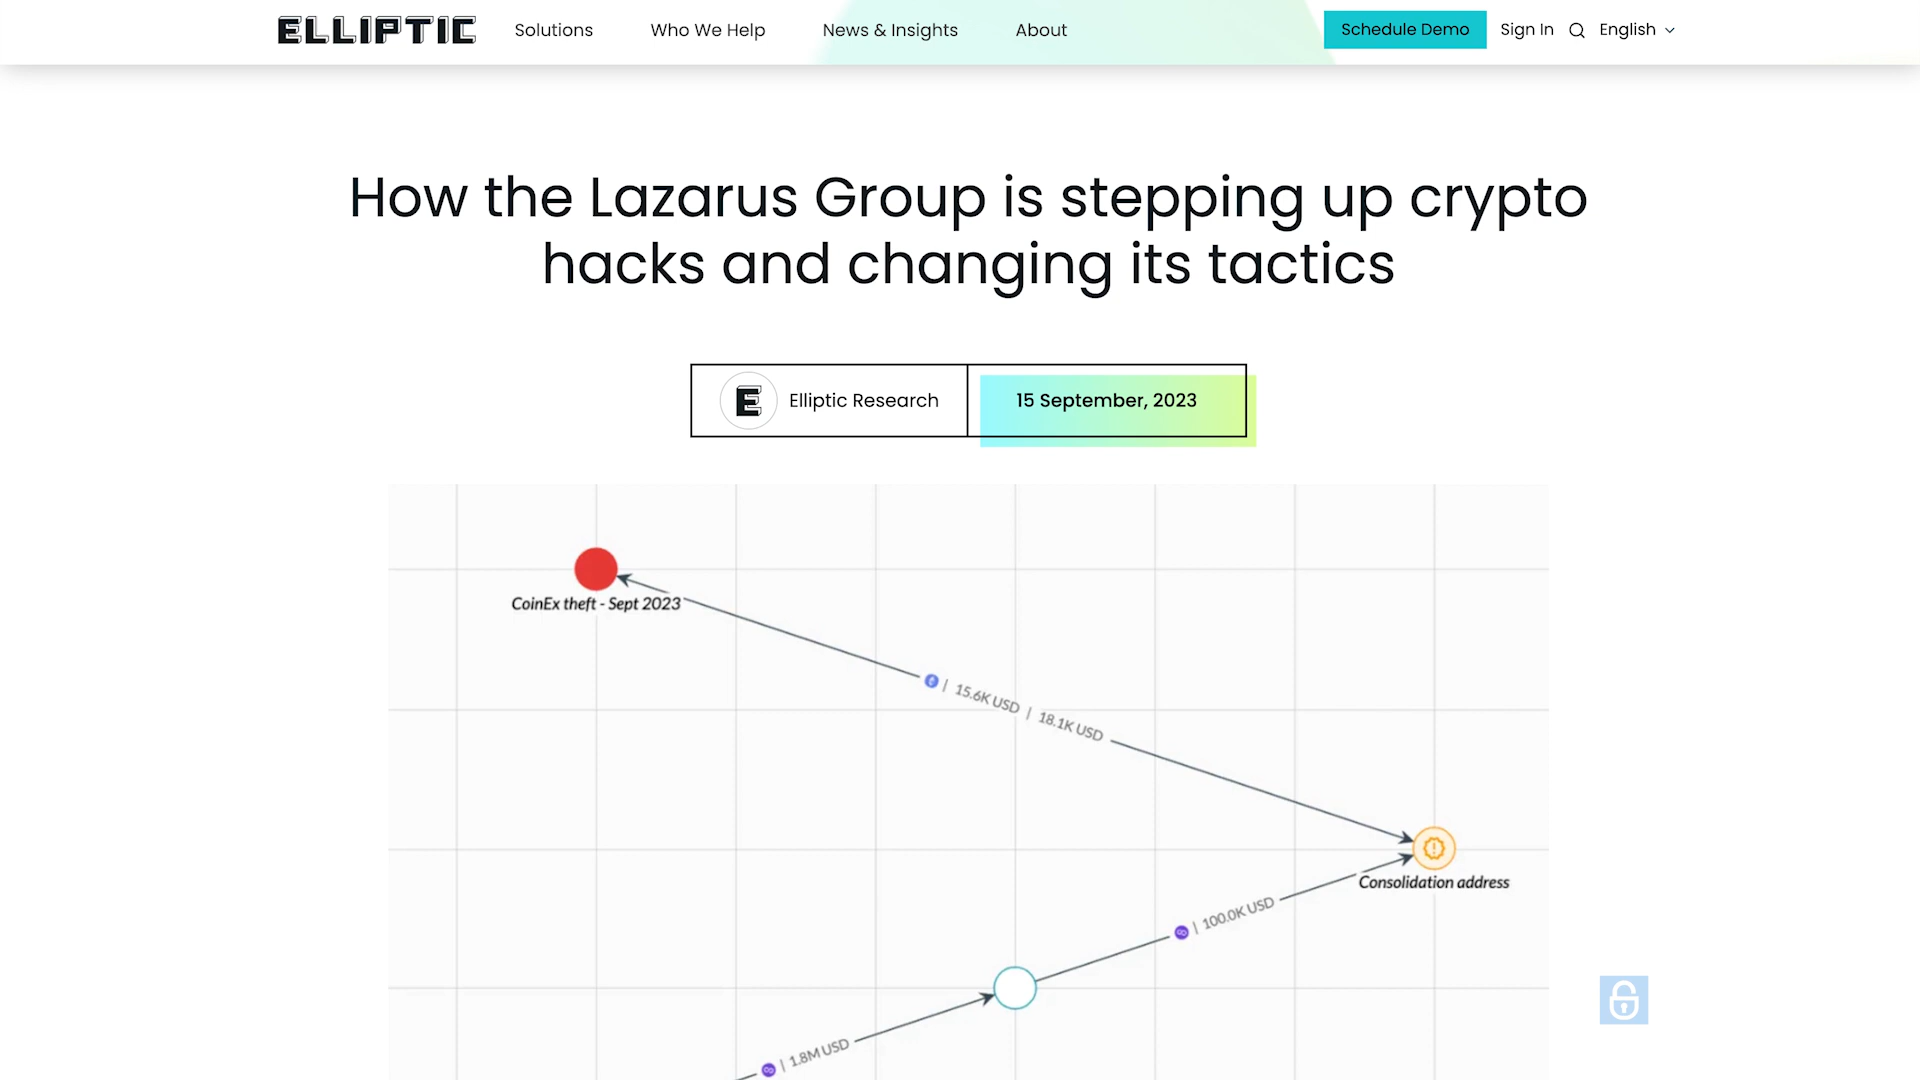 ELLIPTIC
Solutions
Who We Help
News & Insights
About
Schedule Demo
Sign In
English
How the Lazarus Group is stepping up crypto
hacks and changing its tactics
E
Elliptic Research
15 September, 2023
CoinEx theft - Sept 2023
| 15.6K USD | 18.1K USD
Consolidation address
| 100.0K USD
| 1.8M USD